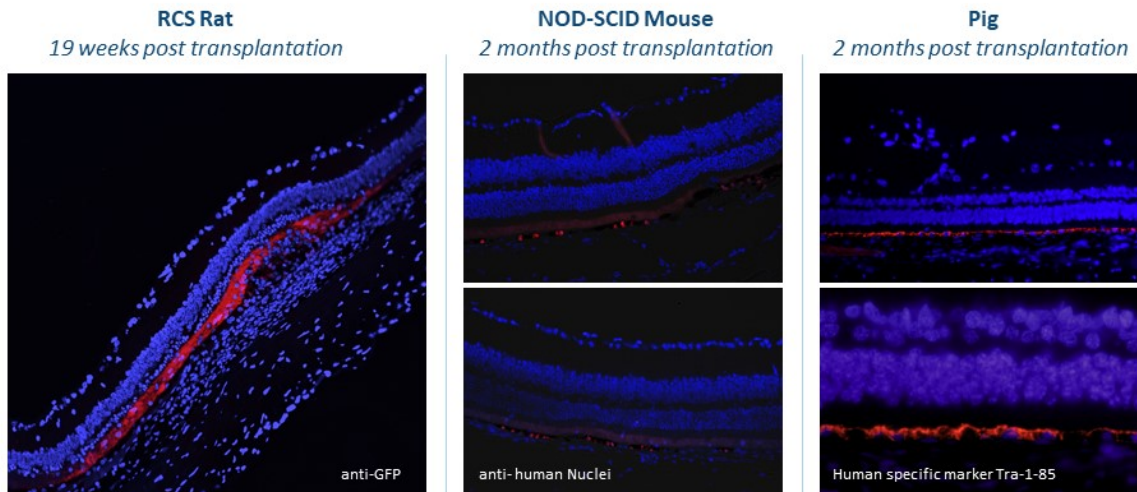 RCS Rat
19 weeks post transplantation
anti-GFP
NOD-SCID Mouse
2 months post transplantation
anti- human Nuclei
Pig
2 months post transplantation
Human specific marker Tra-1-85